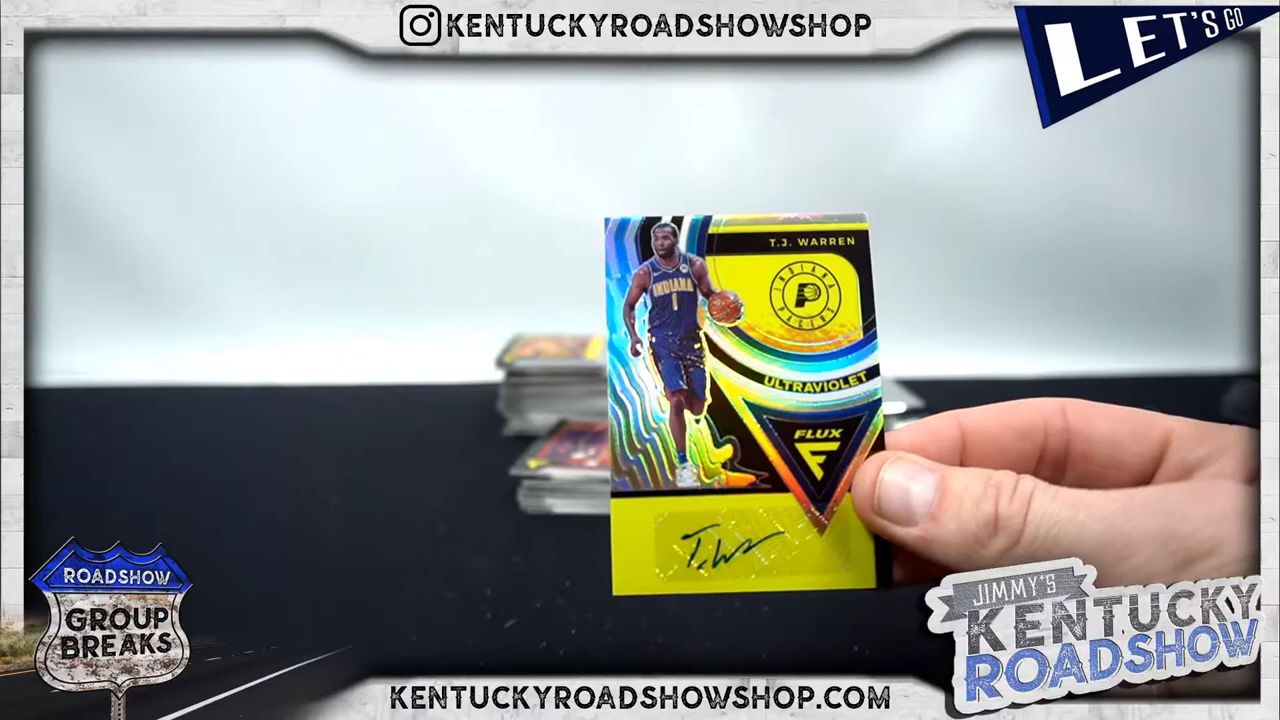 KENTUCKYROADSHOWSHOP
LET'S GO
T.J. WARREN
INDIANA
PACERS
P
INDIANA
1
ULTRAVIOLET
FLUX
F
ROADSHOW
GROUP
BREAKS
JIMMY'S
KENTUCKY
ROADSHOW
KENTUCKYROADSHOWSHOP.COM